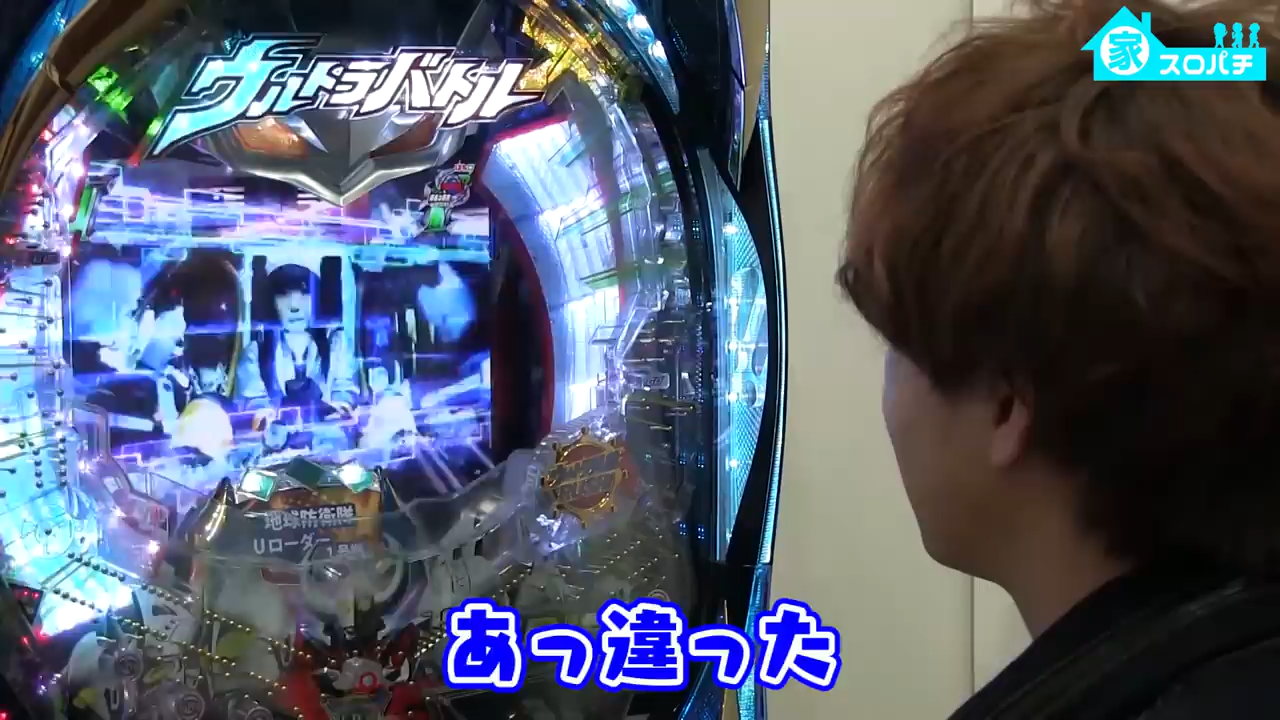 家スロパチ
ウルトラバトル
地球防衛隊
Uローダー
1号機
あっ違った